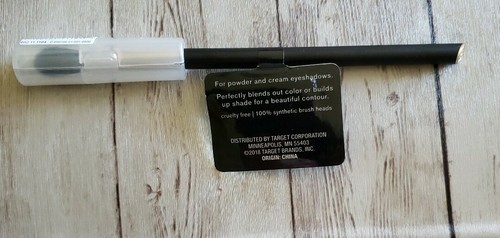 For powder and cream eyeshadows.
Perfectly blends out color or builds
up shade for a beautiful contour.
cruelty free | 100% synthetic brush heads
DISTRIBUTED BY TARGET CORPORATION
MINNEAPOLIS, MN 55403
©2018 TARGET BRANDS, INC.
ORIGIN: CHINA